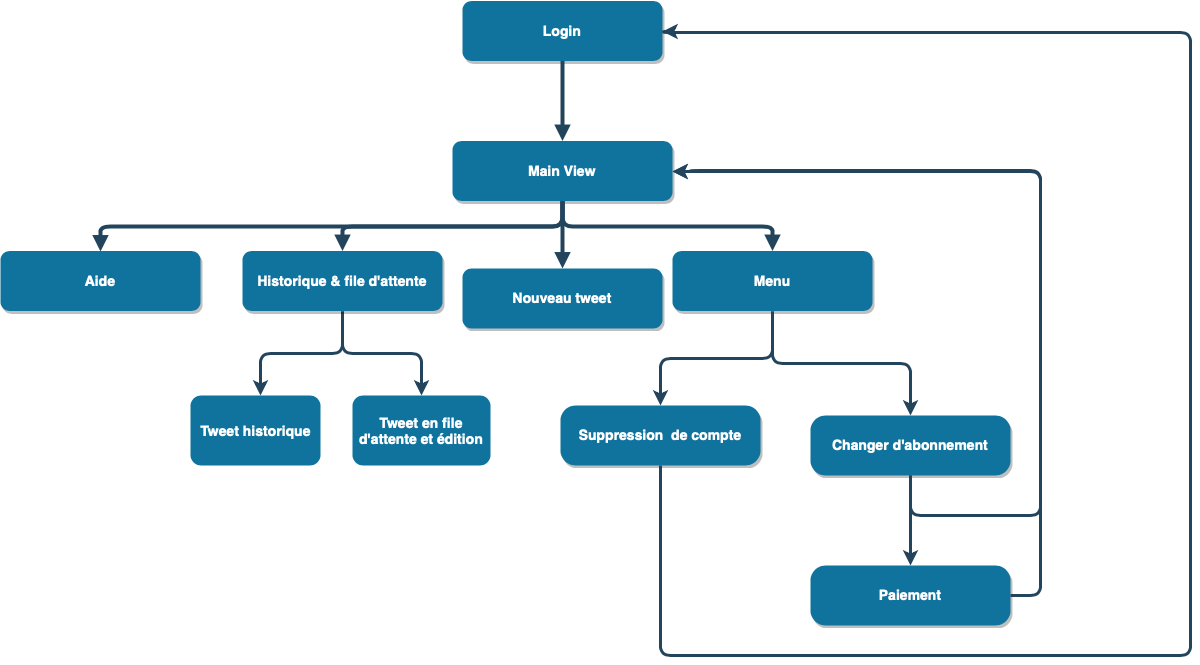 Login
Main View
Aide
Historique & file d'attente
Nouveau tweet
Menu
Tweet historique
Tweet en file
d'attente et édition
Suppression  de compte
Changer d'abonnement
Paiement